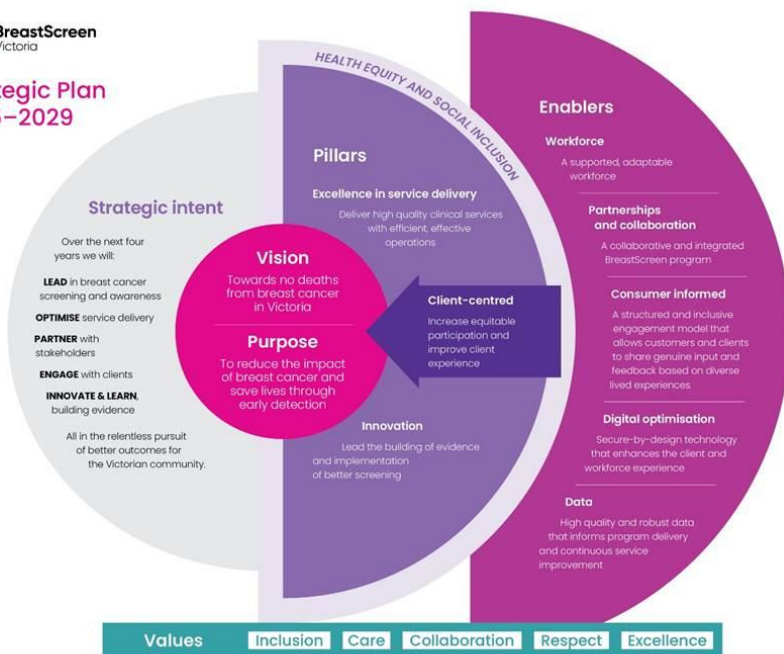 BreastScreen
Victoria
tegic Plan
–2029
Strategic intent
Over the next four
years we will:
LEAD in breast cancer
screening and awareness
OPTIMISE service delivery
PARTNER with
stakeholders
ENGAGE with clients
INNOVATE & LEARN,
building evidence
All in the relentless pursuit
of better outcomes for
the Victorian community.
Vision
Towards no deaths
from breast cancer
in Victoria
Purpose
To reduce the impact
of breast cancer and
save lives through
early detection
HEALTH EQUITY AND SOCIAL INCLUSION
Pillars
Excellence in service delivery
Deliver high quality clinical services
with efficient, effective
operations
Client-centred
Increase equitable
participation and
improve client
experience
Innovation
Lead the building of evidence
and implementation
of better screening
Enablers
Workforce
A supported, adaptable
workforce
Partnerships
and collaboration
A collaborative and integrated
BreastScreen program
Consumer informed
A structured and inclusive
engagement model that
allows customers and clients
to share genuine input and
feedback based on diverse
lived experiences
Digital optimisation
Secure-by-design technology
that enhances the client and
workforce experience
Data
High quality and robust data
that informs program delivery
and continuous service
improvement
Values Inclusion Care Collaboration Respect Excellence